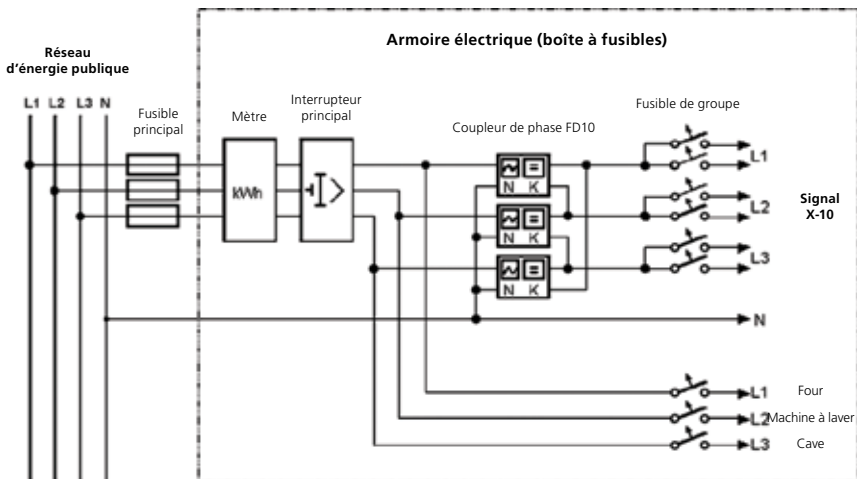 Armoire électrique (boîte à fusibles)
Réseau
d'énergie publique
L1 L2 L3 N
Fusible
principal
Mètre
Interrupteur
principal
Coupleur de phase FD10
Fusible de groupe
kWh
N K
N K
N K
L1
L2
L3
Signal
X-10
N
L1 Four
L2 Machine à laver
L3 Cave